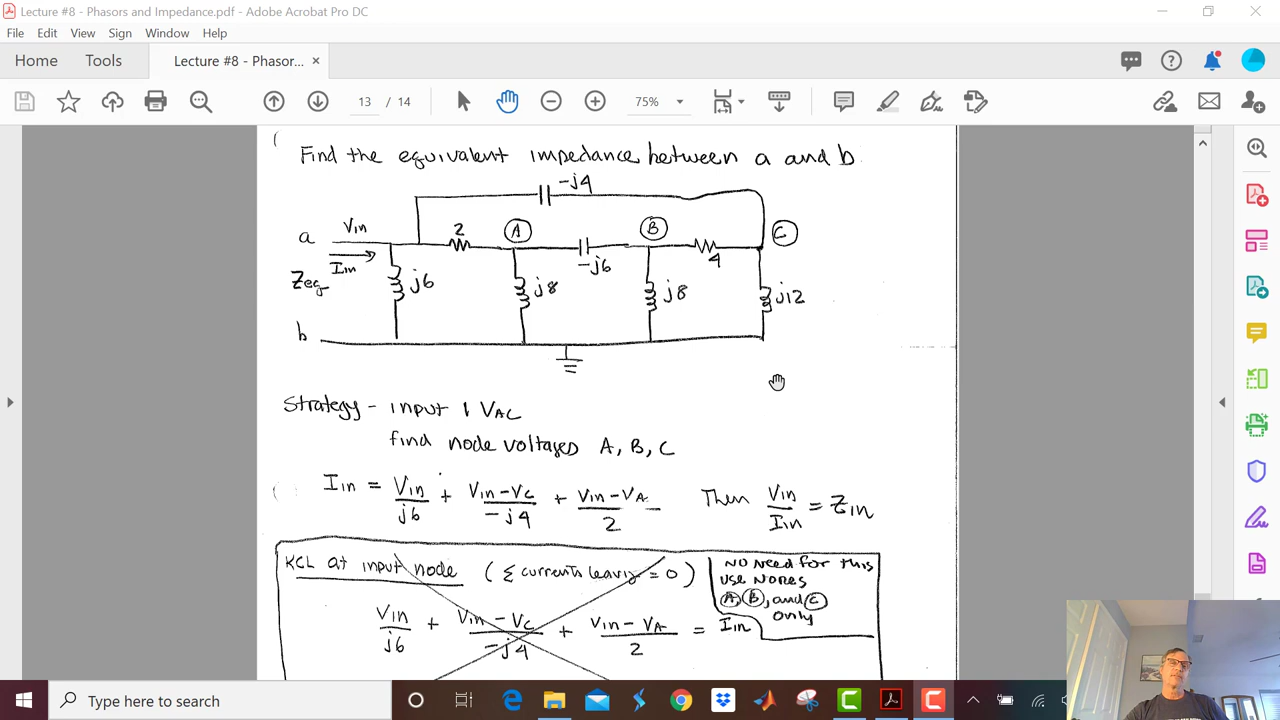 Lecture #8 - Phasors and Impedance.pdf - Adobe Acrobat Pro DC
File Edit View Sign Window Help
Home Tools Lecture #8 - Phasor... ×
13 / 14 75%
Find the equivalent impedance between a and b
-j4
a Vin 2 A B C
Iin -j6 4
Zeq j6 j8 j8 j12
b
Strategy - input 1 VAC
find node voltages A, B, C
Iin = Vin/j6 + Vin-Vc/-j4 + Vin-VA/2 Then Vin/Iin = Zin
KCL at input node (Σ currents leaving = 0)
NO Need for this
Use NODES
A, B, and C
only
Vin/j6 + Vin - Vc/-j4 + Vin - VA/2 = Iin
Type here to search